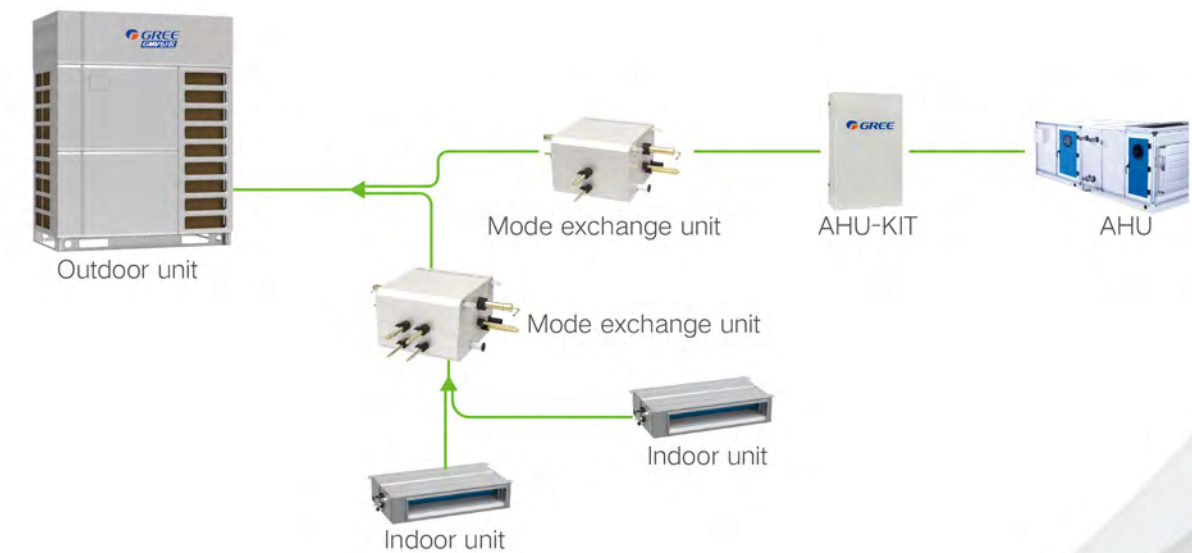 GREE
Outdoor unit
Mode exchange unit
GREE
AHU-KIT
AHU
Mode exchange unit
Indoor unit
Indoor unit